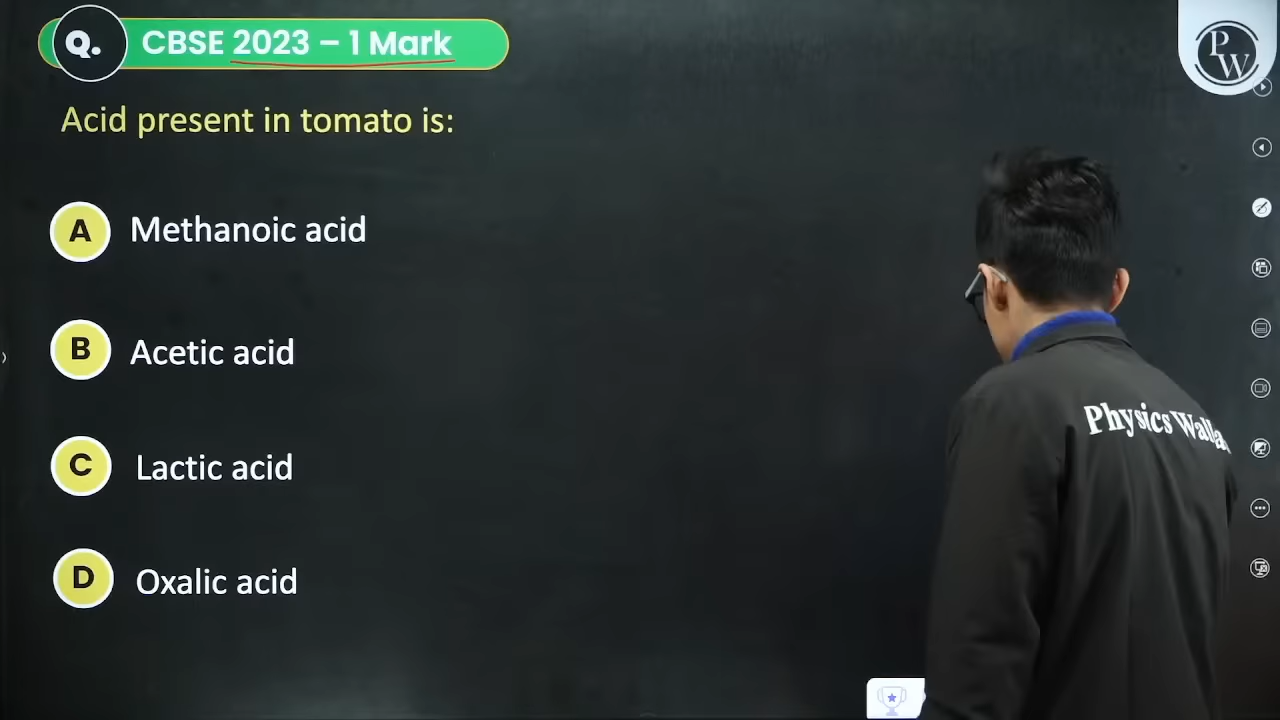 Q. CBSE 2023 – 1 Mark
PW
Acid present in tomato is:
A Methanoic acid
B Acetic acid
C Lactic acid
D Oxalic acid
Physics Walla